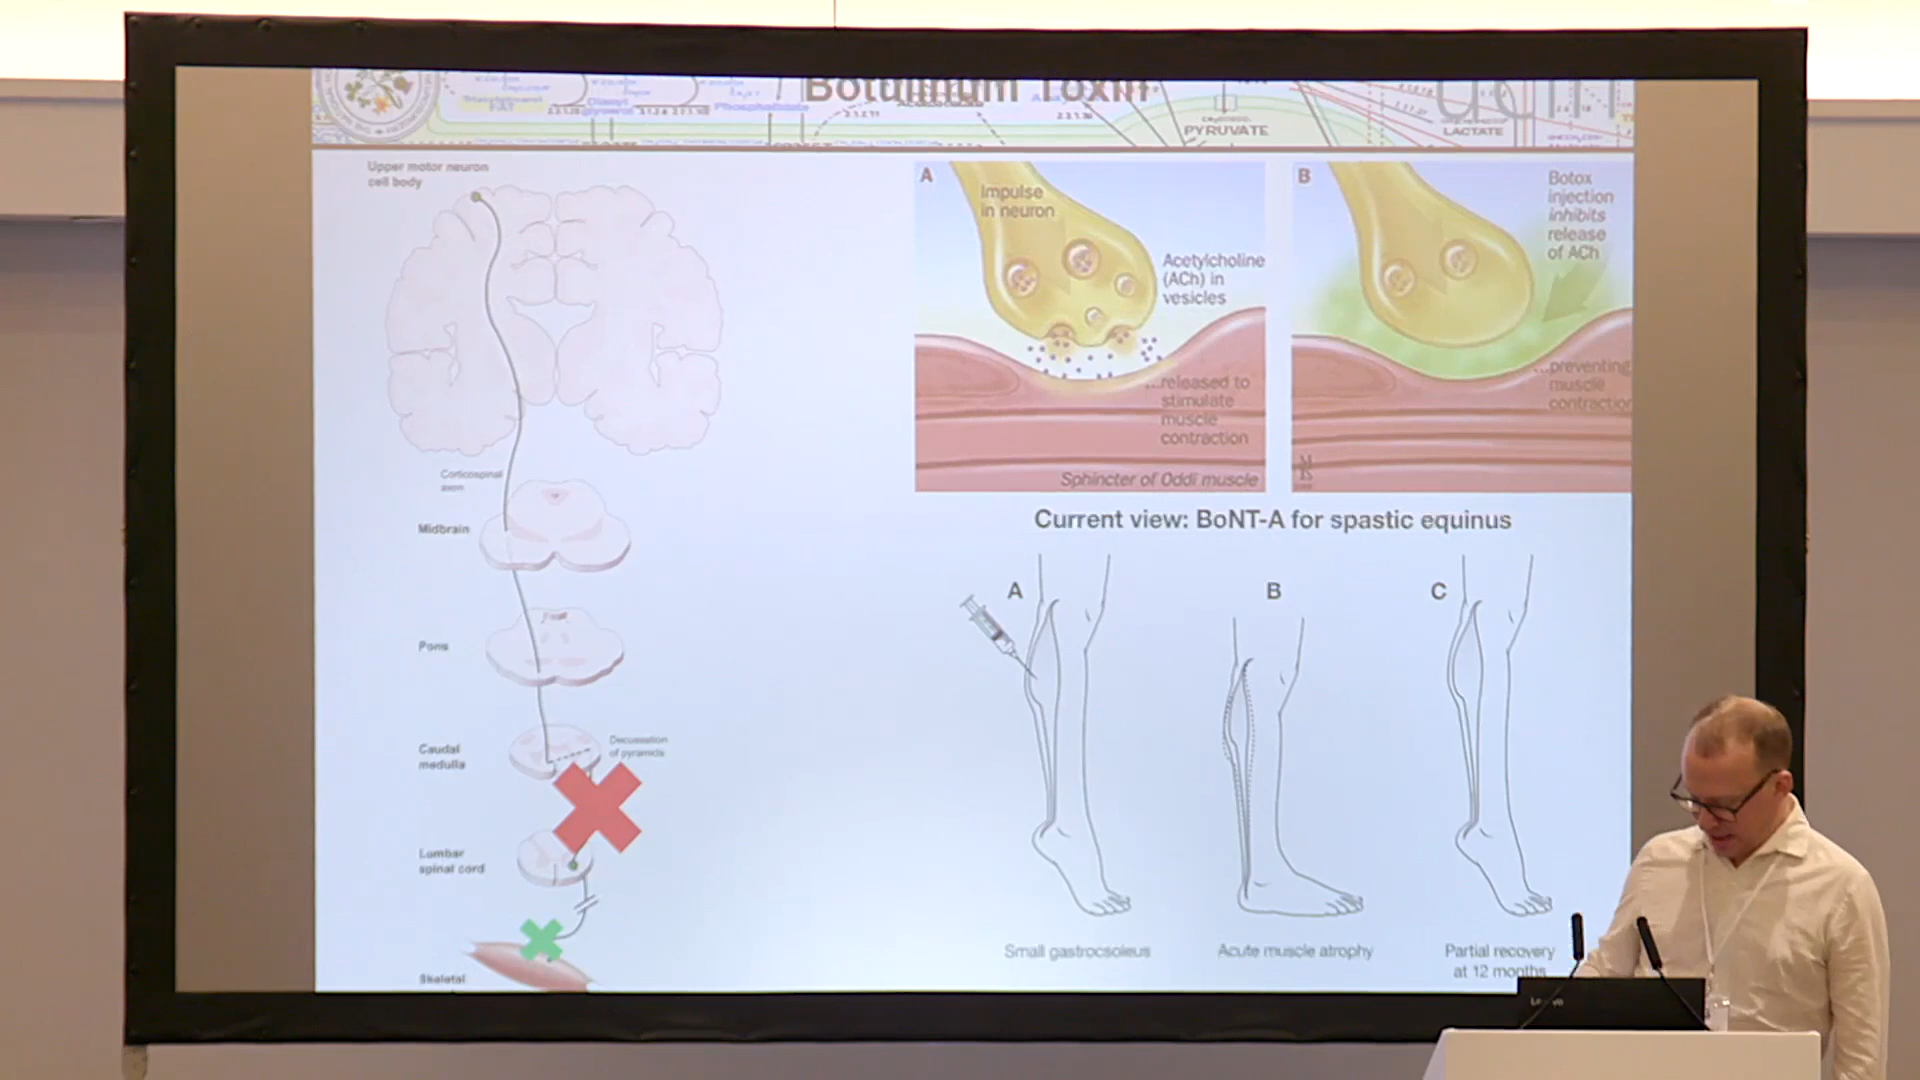 Botulinum Toxin
PYRUVATE
LACTATE
Upper motor neuron
cell body
Corticospinal
axon
Midbrain
Pons
Caudal
medulla
Decussation
of pyramids
Lumbar
spinal cord
Skeletal
A
Impulse
in neuron
Acetylcholine
(ACh) in
vesicles
...released to
stimulate
muscle
contraction
Sphincter of Oddi muscle
B
Botox
injection
inhibits
release
of ACh
...preventing
muscle
contraction
Current view: BoNT-A for spastic equinus
A
B
C
Small gastrocsoleus
Acute muscle atrophy
Partial recovery
at 12 months